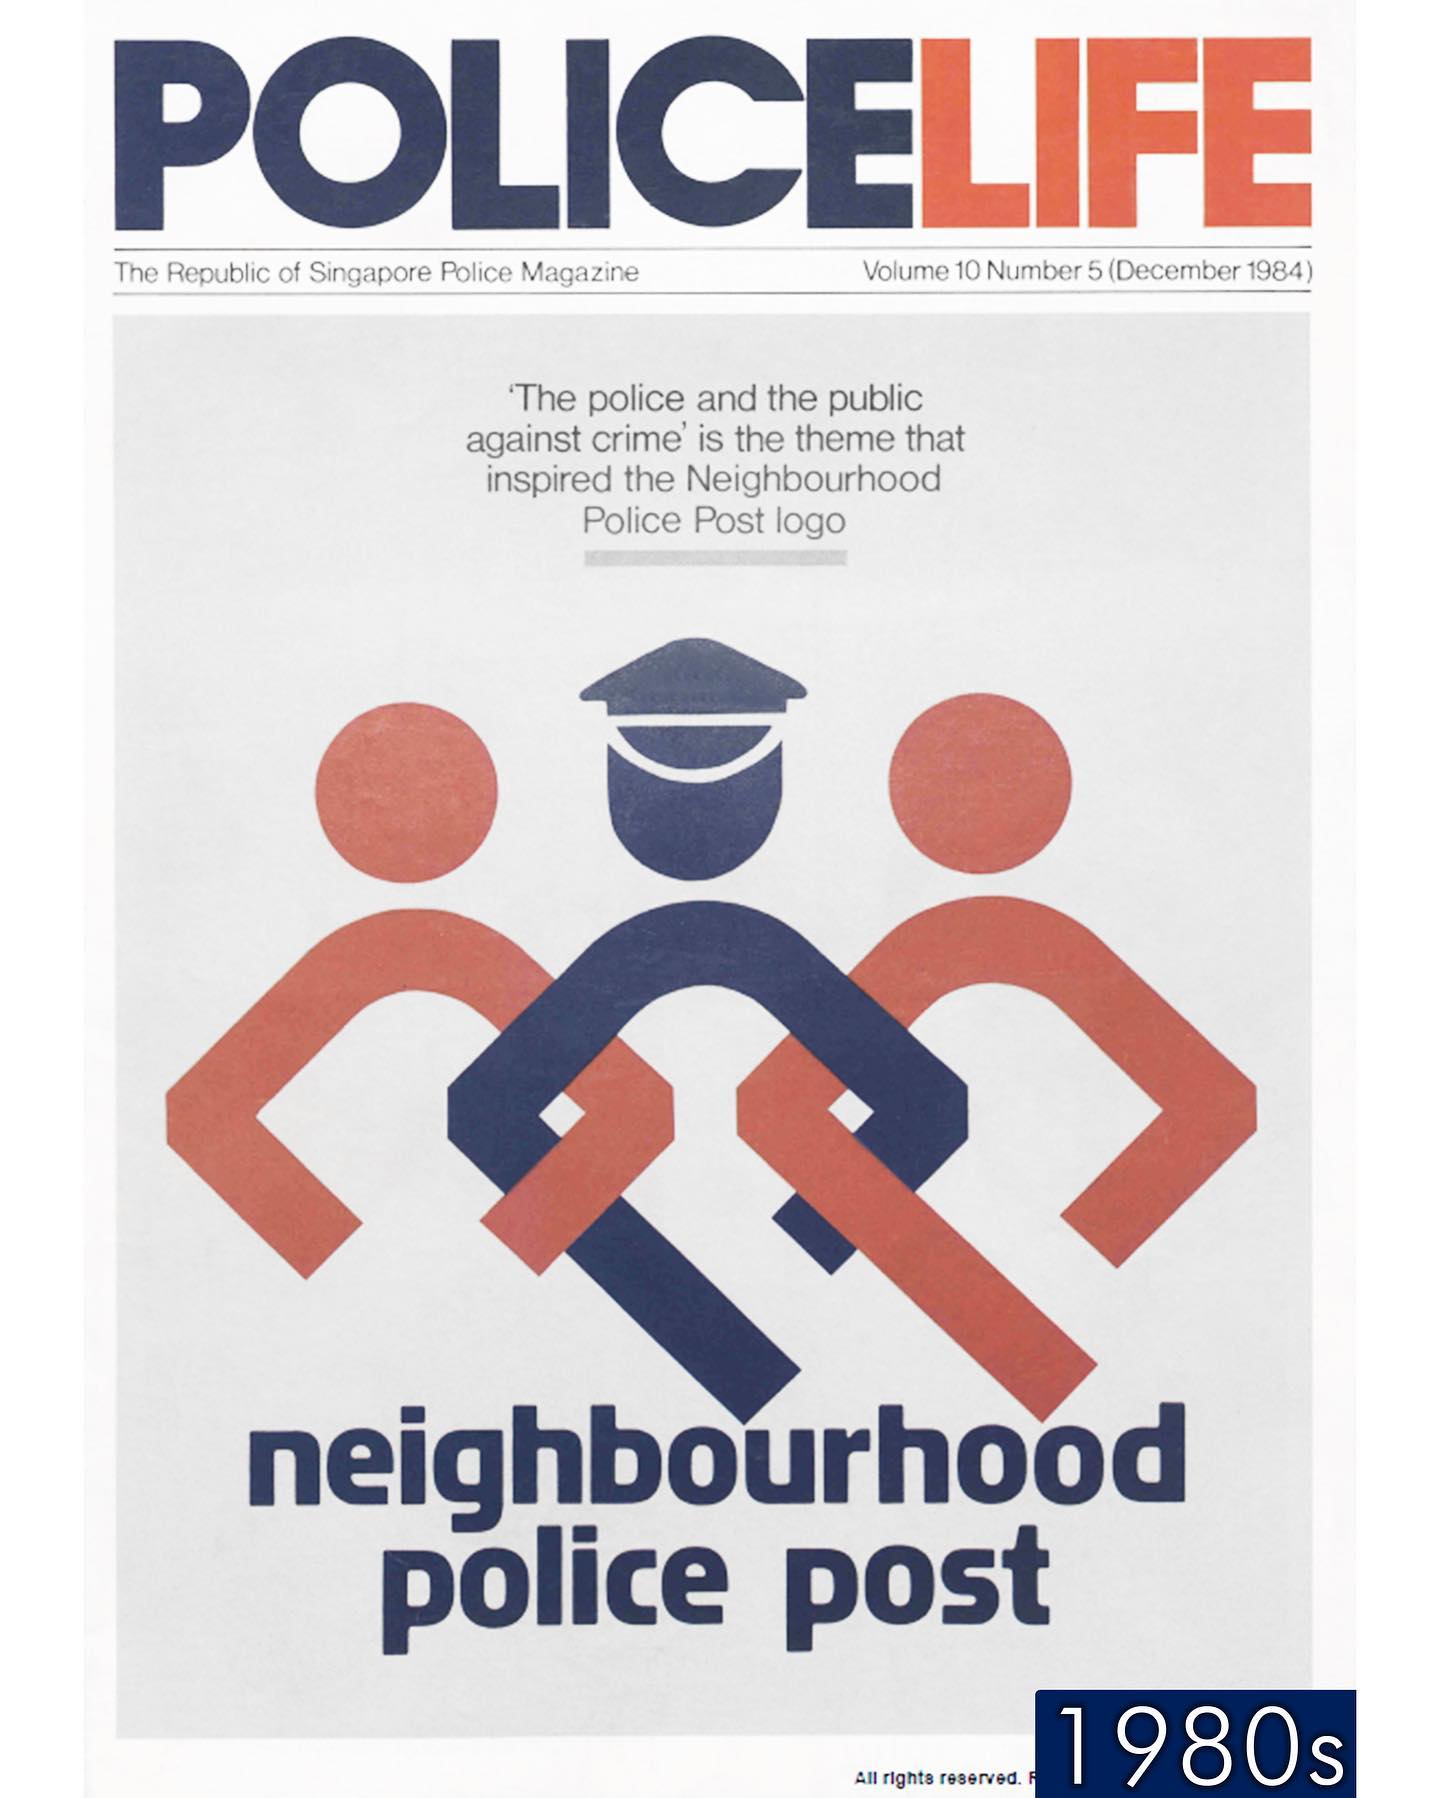 POLICELIFE
The Republic of Singapore Police Magazine
Volume 10 Number 5 (December 1984)
‘The police and the public
against crime’ is the theme that
inspired the Neighbourhood
Police Post logo
neighbourhood
police post
1980s
All rights reserved.